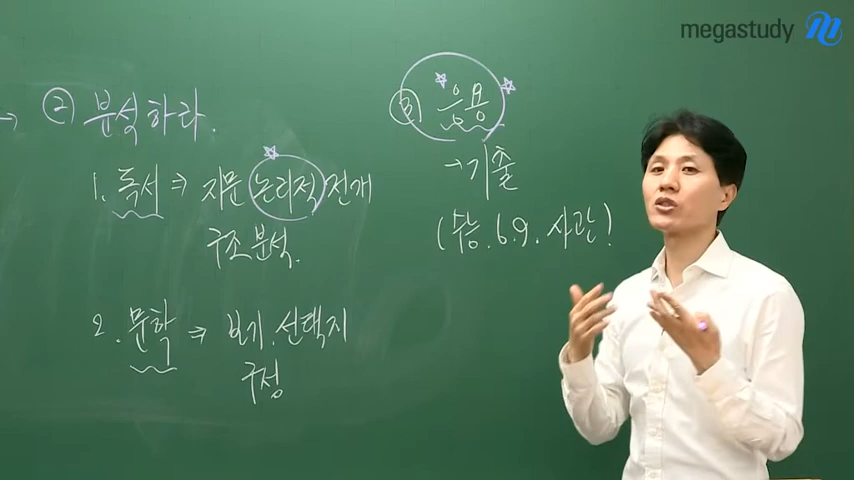 megastudy
→ ② 분석하라.
1. 독서 ⇒ 지문 논리적 전개
구조 분석.
2. 문학 ⇒ 보기. 선택지
구성
③ 응용
→ 기출
(수능. 6.9. 사관!